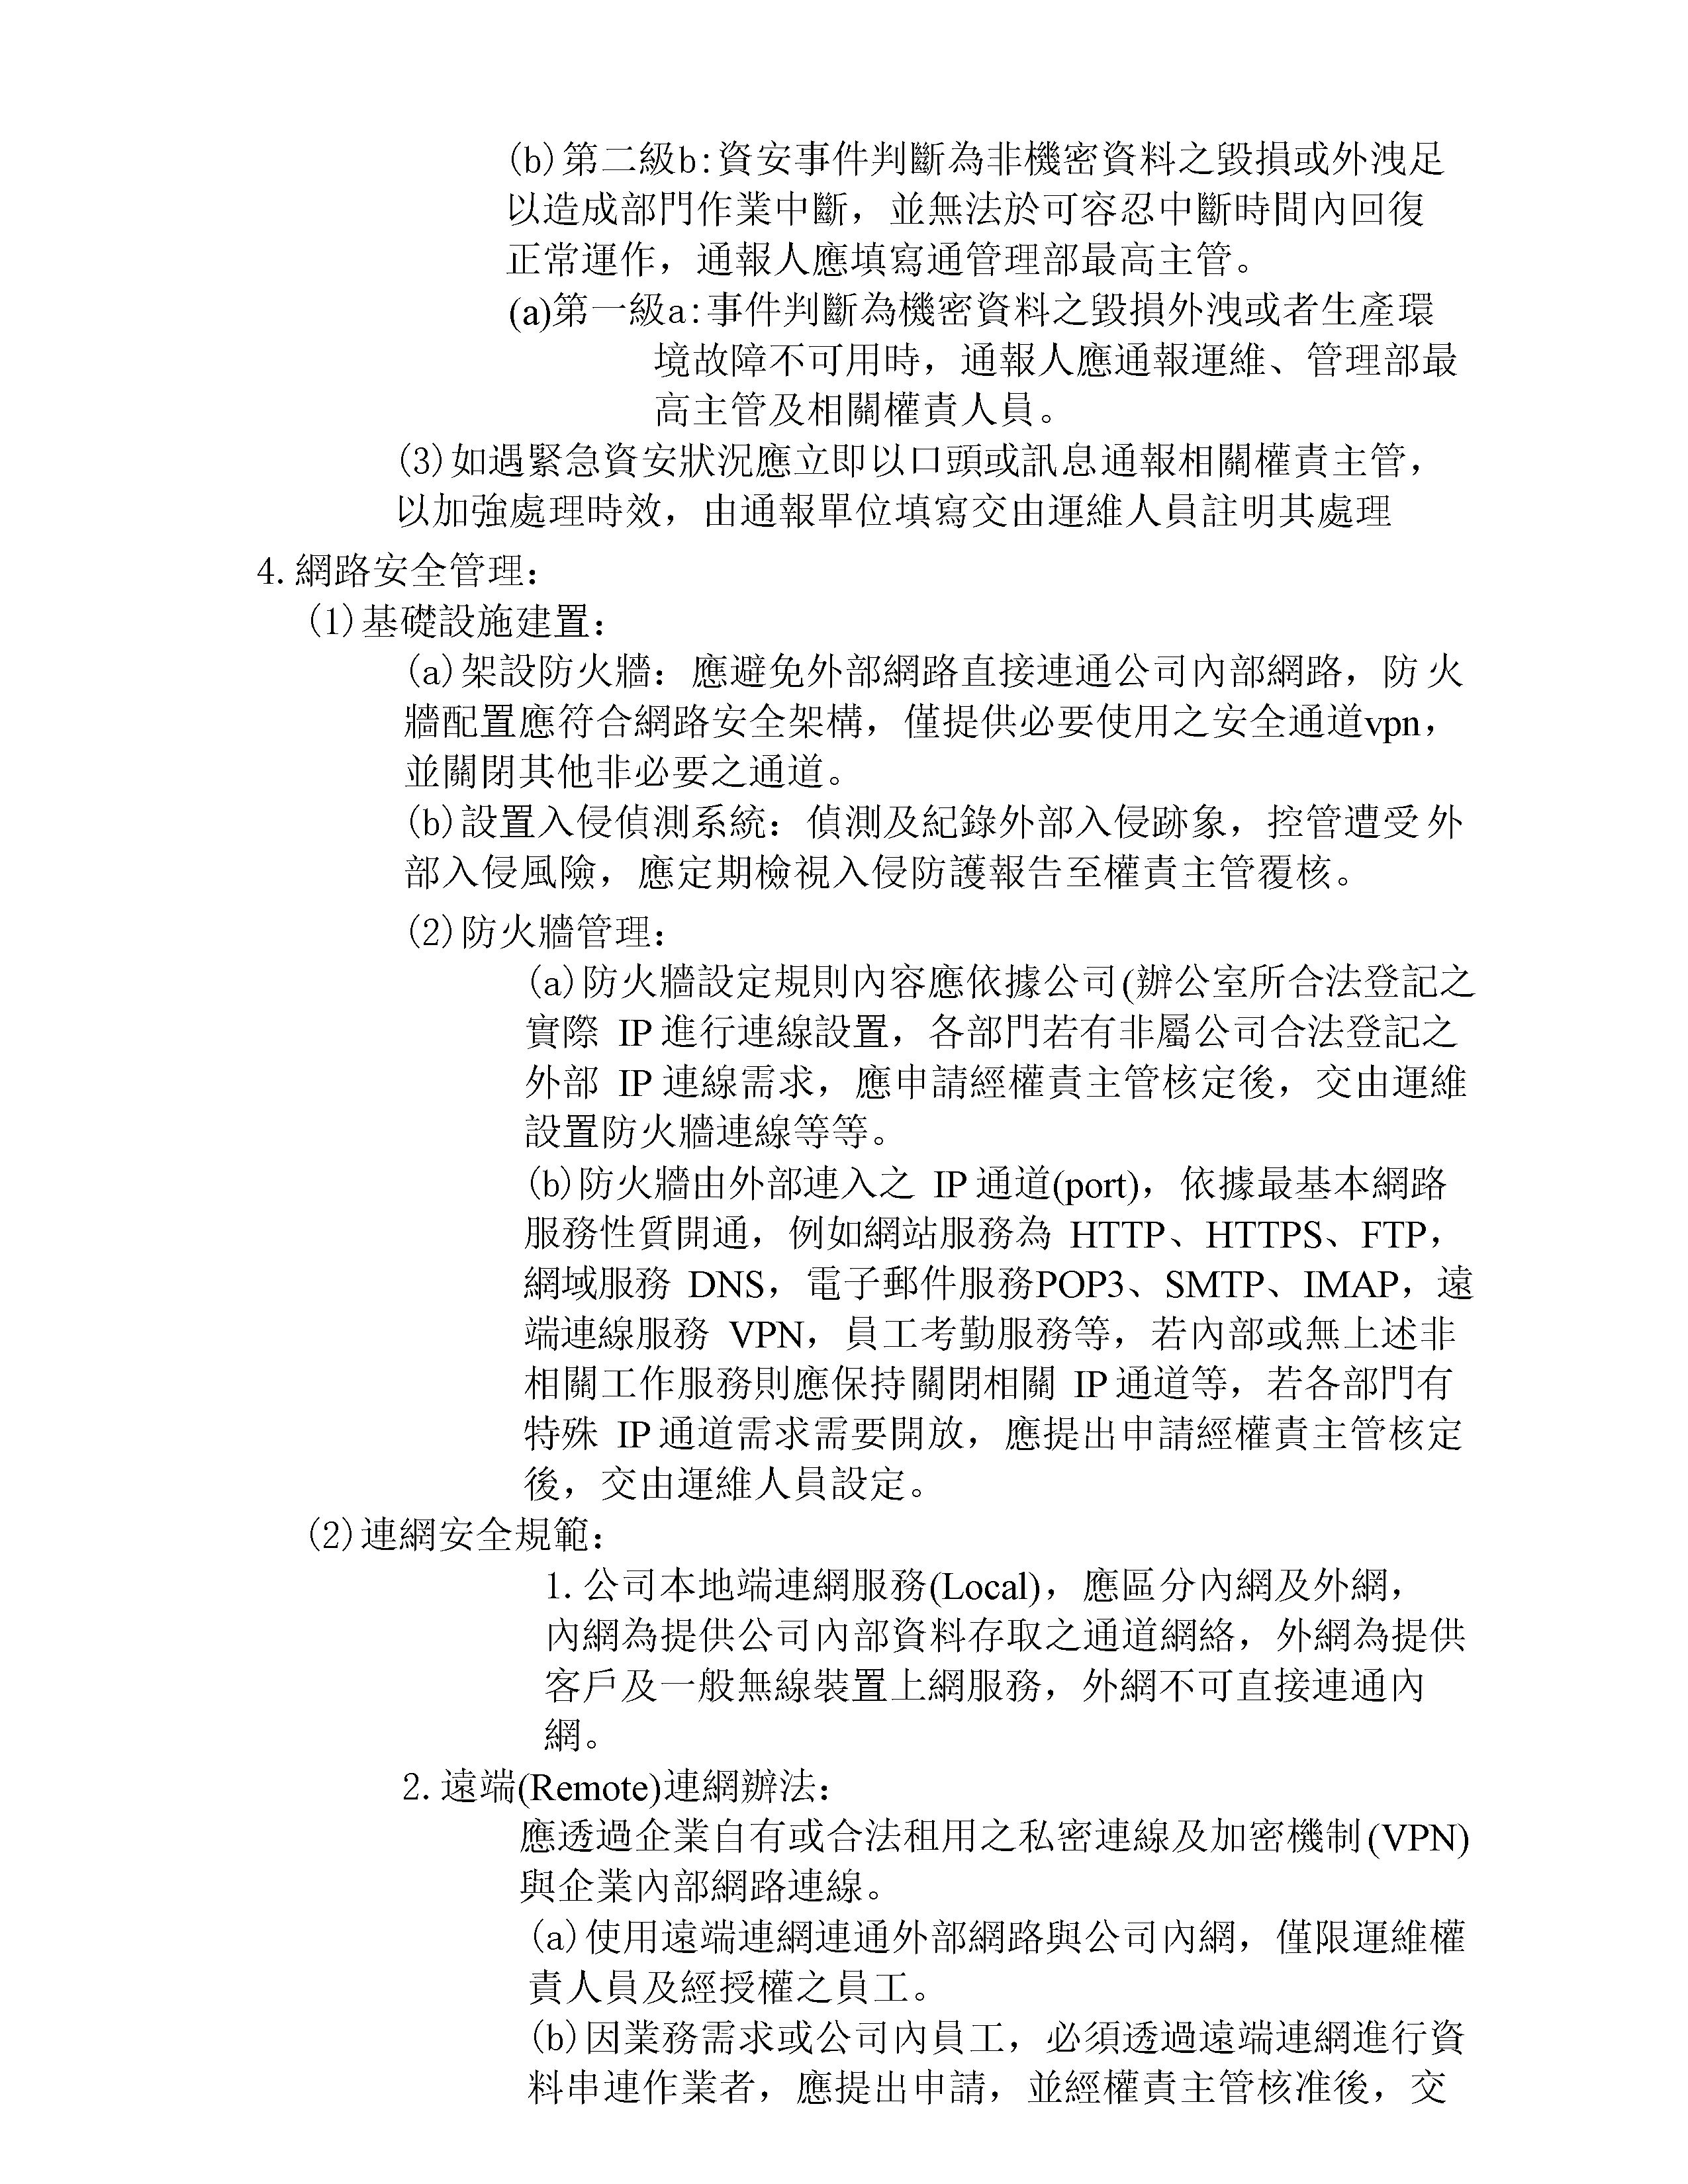 (b)第二級b:資安事件判斷為非機密資料之毀損或外洩足
以造成部門作業中斷，並無法於可容忍中斷時間內回復
正常運作，通報人應填寫通管理部最高主管。
(a)第一級a:事件判斷為機密資料之毀損外洩或者生產環
境故障不可用時，通報人應通報運維、管理部最
高主管及相關權責人員。
(3)如遇緊急資安狀況應立即以口頭或訊息通報相關權責主管，
以加強處理時效，由通報單位填寫交由運維人員註明其處理
4.網路安全管理：
(1)基礎設施建置：
(a)架設防火牆：應避免外部網路直接連通公司內部網路，防 火
牆配置應符合網路安全架構，僅提供必要使用之安全通道vpn，
並關閉其他非必要之通道。
(b)設置入侵偵測系統：偵測及紀錄外部入侵跡象，控管遭受 外
部入侵風險，應定期檢視入侵防護報告至權責主管覆核。
(2)防火牆管理：
(a)防火牆設定規則內容應依據公司(辦公室所合法登記之
實際 IP 進行連線設置，各部門若有非屬公司合法登記之
外部 IP 連線需求，應申請經權責主管核定後，交由運維
設置防火牆連線等等。
(b)防火牆由外部連入之 IP 通道(port)，依據最基本網路
服務性質開通，例如網站服務為 HTTP、HTTPS、FTP，
網域服務 DNS，電子郵件服務POP3、SMTP、IMAP，遠
端連線服務 VPN，員工考勤服務等，若內部或無上述非
相關工作服務則應保持關閉相關 IP 通道等，若各部門有
特殊 IP 通道需求需要開放，應提出申請經權責主管核定
後，交由運維人員設定。
(2)連網安全規範：
1.公司本地端連網服務(Local)，應區分內網及外網，
內網為提供公司內部資料存取之通道網絡，外網為提供
客戶及一般無線裝置上網服務，外網不可直接連通內
網。
2.遠端(Remote)連網辦法：
應透過企業自有或合法租用之私密連線及加密機制(VPN)
與企業內部網路連線。
(a)使用遠端連網連通外部網路與公司內網，僅限運維權
責人員及經授權之員工。
(b)因業務需求或公司內員工，必須透過遠端連網進行資
料串連作業者，應提出申請，並經權責主管核准後，交